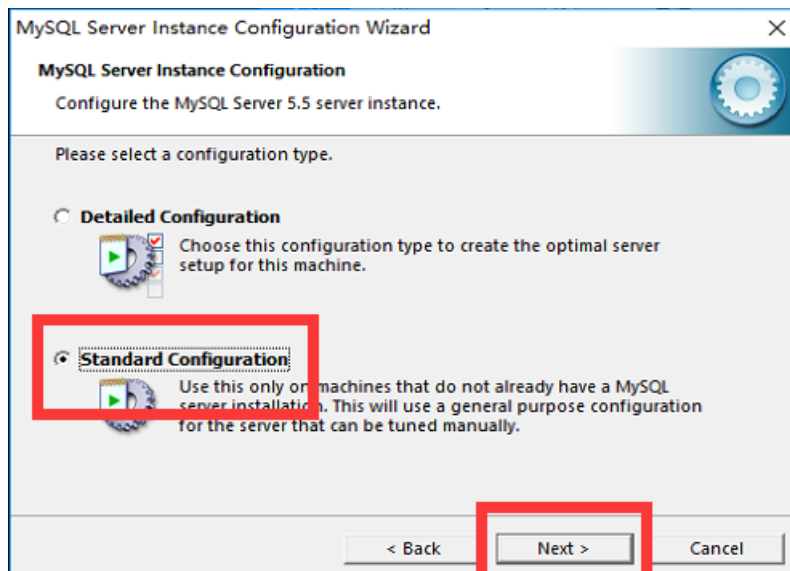 MySQL Server Instance Configuration Wizard
MySQL Server Instance Configuration
Configure the MySQL Server 5.5 server instance.
Please select a configuration type.
Detailed Configuration
Choose this configuration type to create the optimal server
setup for this machine.
Standard Configuration
Use this only on machines that do not already have a MySQL
server installation. This will use a general purpose configuration
for the server that can be tuned manually.
< Back
Next >
Cancel